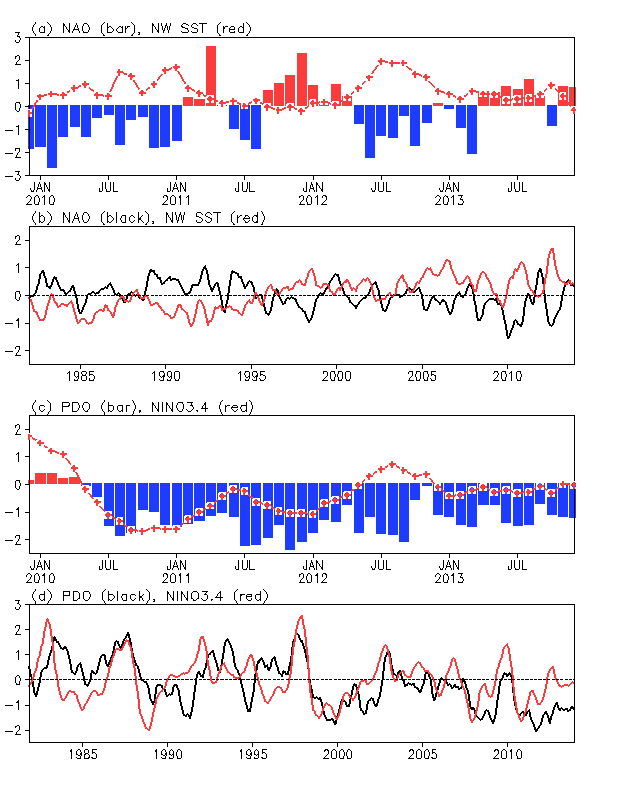 (a) NAO (bar), NW SST (red)
3
2
1
0
-1
-2
-3
JAN JUL JAN JUL JAN JUL JAN JUL
2010 2011 2012 2013
(b) NAO (black), NW SST (red)
2
1
0
-1
-2
1985 1990 1995 2000 2005 2010
(c) PDO (bar), NINO3.4 (red)
2
1
0
-1
-2
JAN JUL JAN JUL JAN JUL JAN JUL
2010 2011 2012 2013
(d) PDO (black), NINO3.4 (red)
3
2
1
0
-1
-2
1985 1990 1995 2000 2005 2010